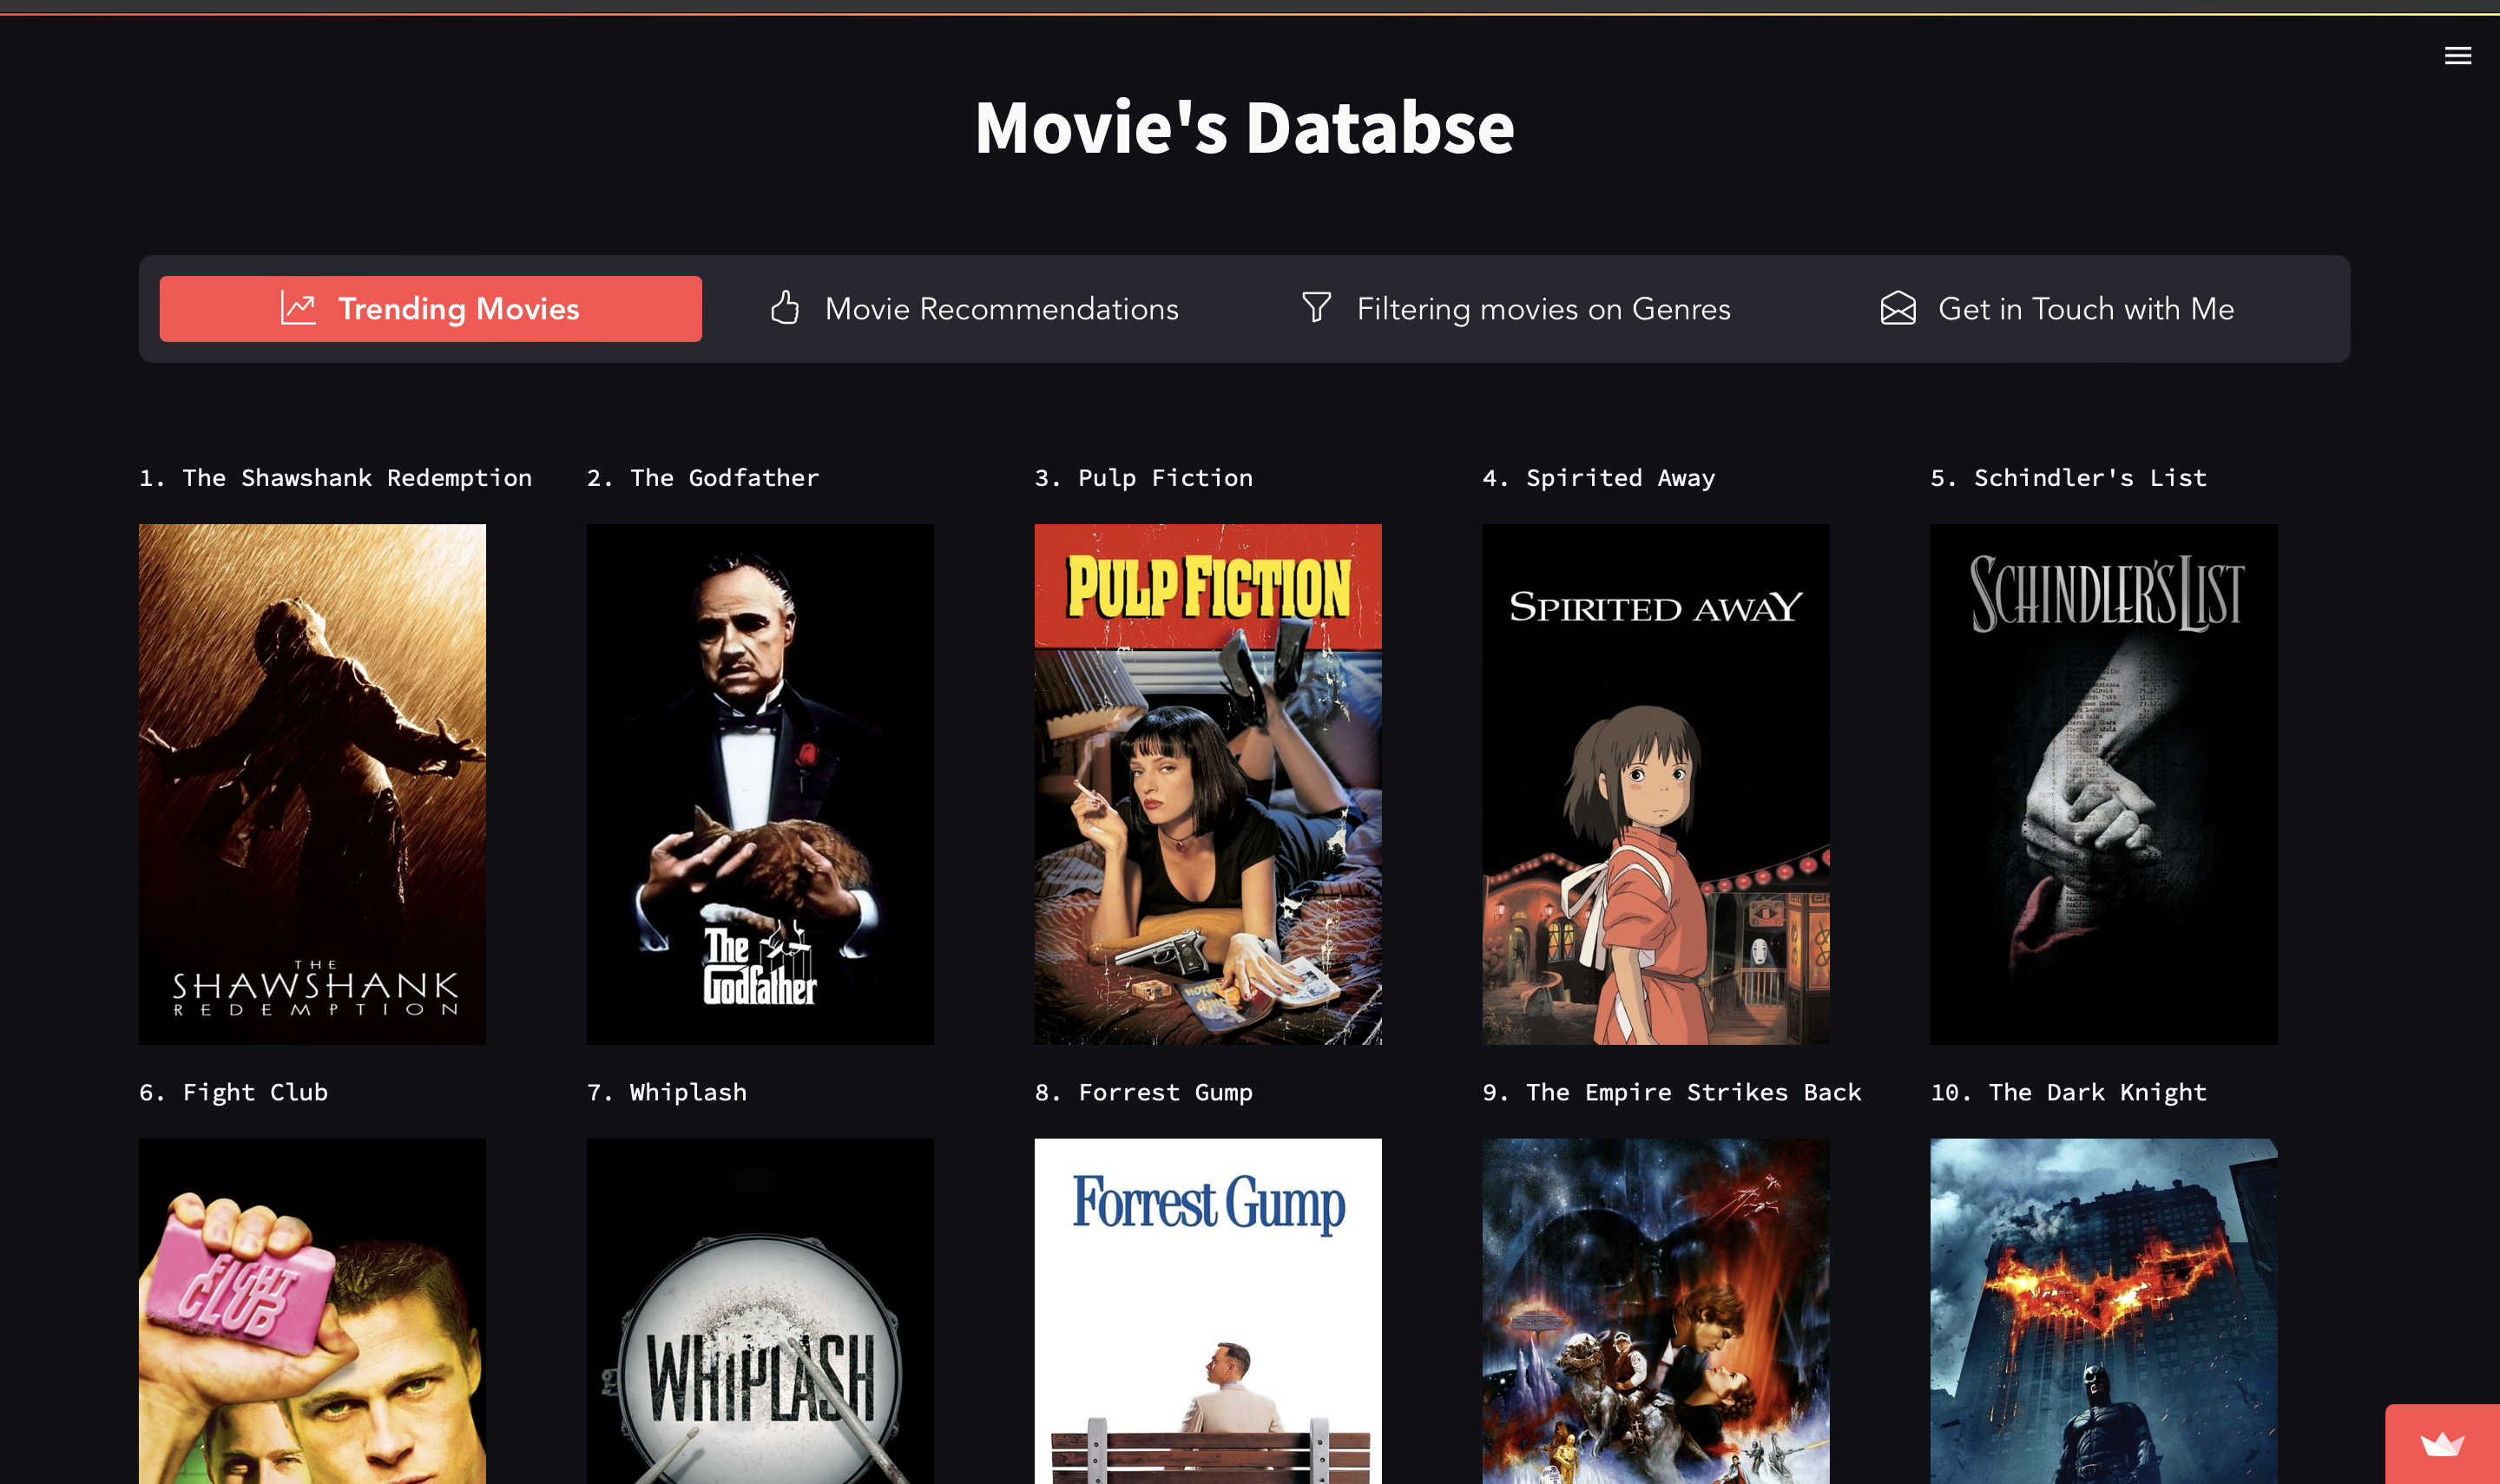 Movie's Databse
Trending Movies
Movie Recommendations
Filtering movies on Genres
Get in Touch with Me
1. The Shawshank Redemption
2. The Godfather
3. Pulp Fiction
4. Spirited Away
5. Schindler's List
THE
SHAWSHANK
REDEMPTION
The
Godfather
PULP FICTION
SPIRITED AWAY
SCHINDLER'S LIST
6. Fight Club
7. Whiplash
8. Forrest Gump
9. The Empire Strikes Back
10. The Dark Knight
FIGHT
CLUB
WHIPLASH
Forrest Gump